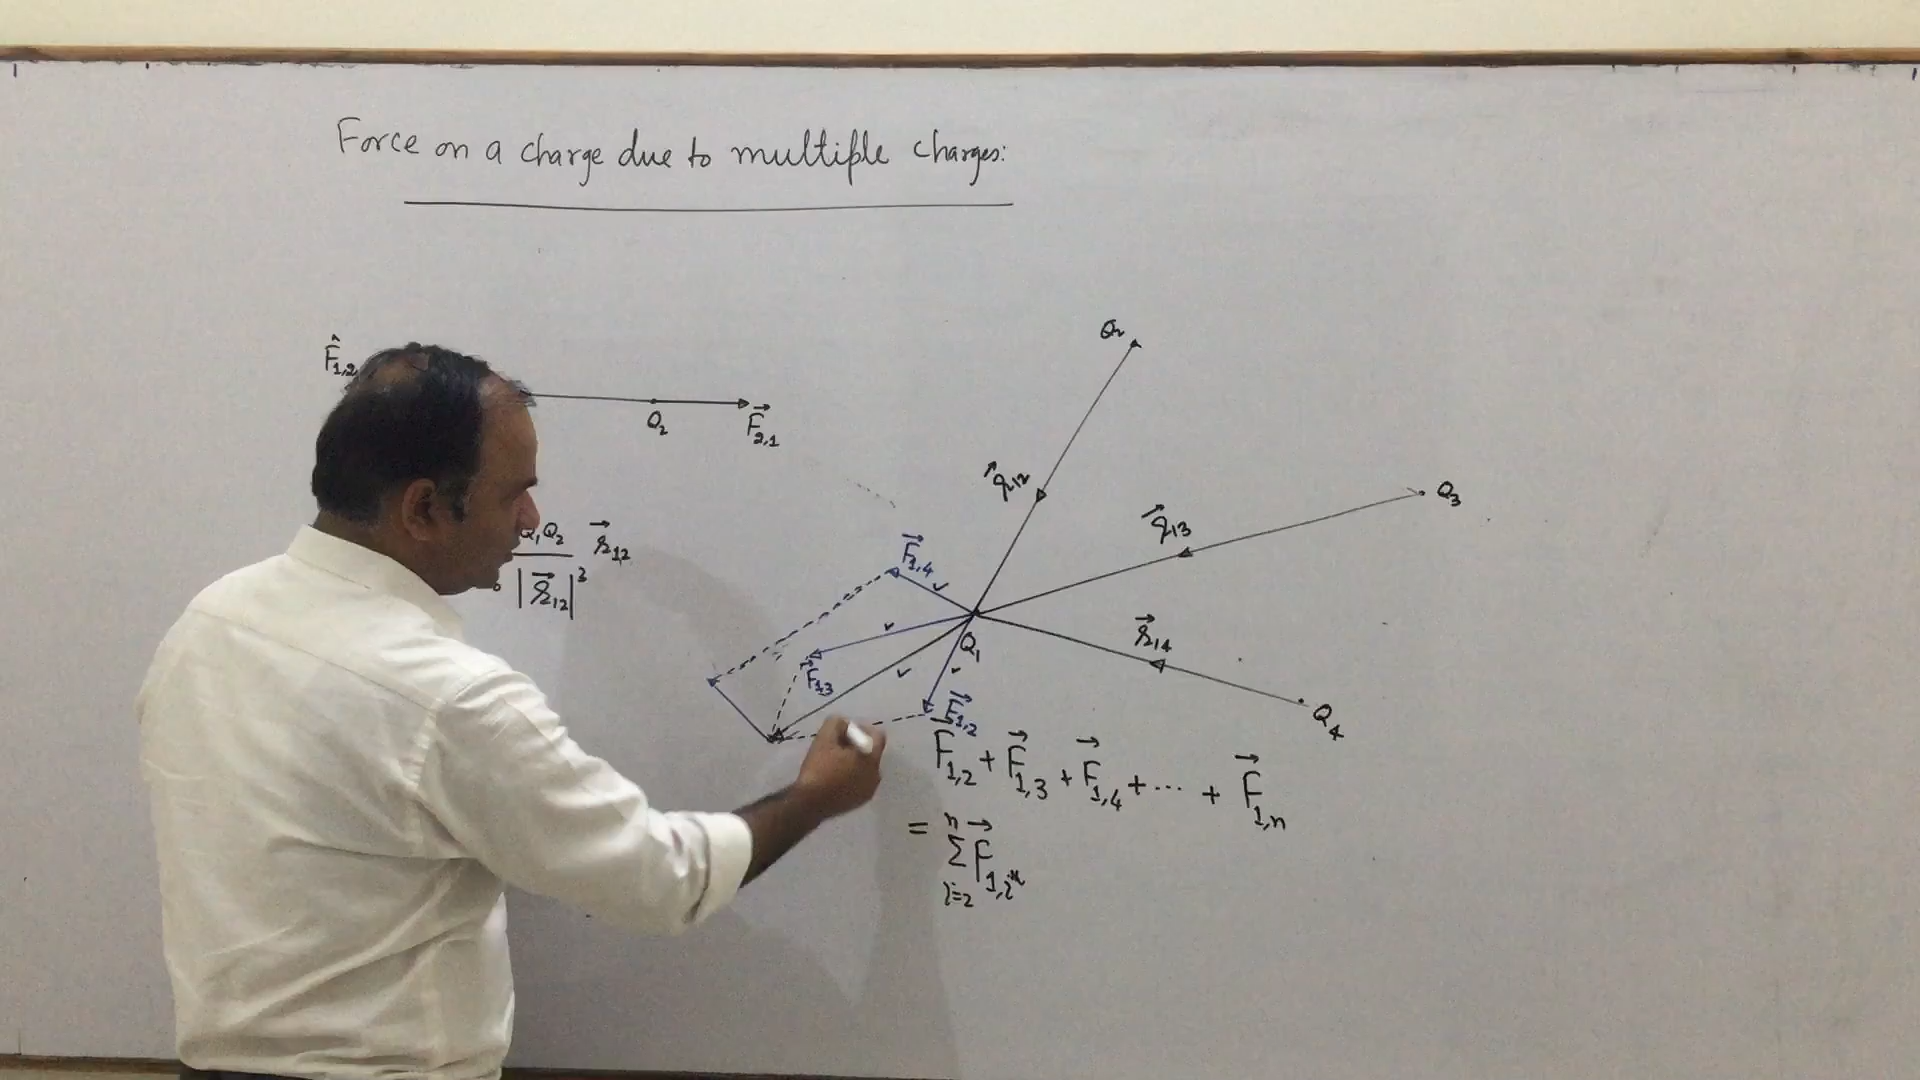 Force on a charge due to multiple charges:
F̂1,2
Q2
F⃗2,1
Q1Q2 r⃗12
|r⃗12|³
Q2
r⃗12
Q3
r⃗13
r⃗14
Q4
Q1
F⃗1,4
F⃗1,3
F⃗1,2
F⃗1,2 + F⃗1,3 + F⃗1,4 + ... + F⃗1,n
= n∑i=2 F⃗1,i